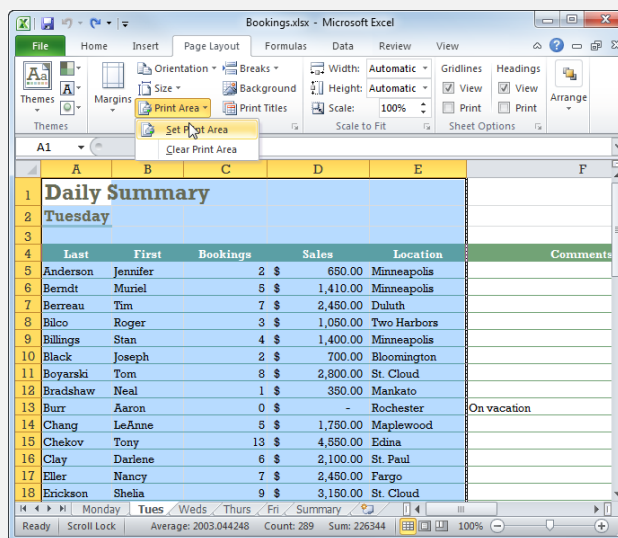 Bookings.xlsx - Microsoft Excel
File Home Insert Page Layout Formulas Data Review View
Themes
Margins
Orientation
Size
Print Area
Breaks
Background
Print Titles
Width: Automatic
Height: Automatic
Scale: 100%
Gridlines Headings
View View
Print Print
Arrange
Themes Scale to Fit Sheet Options
Set Print Area
Clear Print Area
A1
A B C D E F
1 Daily Summary
2 Tuesday
3
4 Last First Bookings Sales Location Comments
5 Anderson Jennifer 2 $ 650.00 Minneapolis
6 Berndt Muriel 5 $ 1,410.00 Minneapolis
7 Berreau Tim 7 $ 2,450.00 Duluth
8 Bilco Roger 3 $ 1,050.00 Two Harbors
9 Billings Stan 4 $ 1,400.00 Minneapolis
10 Black Joseph 2 $ 700.00 Bloomington
11 Boyarski Tom 8 $ 2,800.00 St. Cloud
12 Bradshaw Neal 1 $ 350.00 Mankato
13 Burr Aaron 0 $ - Rochester On vacation
14 Chang LeAnne 5 $ 1,750.00 Maplewood
15 Chekov Tony 13 $ 4,550.00 Edina
16 Clay Darlene 6 $ 2,100.00 St. Paul
17 Eller Nancy 7 $ 2,450.00 Fargo
18 Erickson Shelia 9 $ 3,150.00 St. Cloud
Monday Tues Weds Thurs Fri Summary
Ready Scroll Lock Average: 2003.044248 Count: 289 Sum: 226344 100%